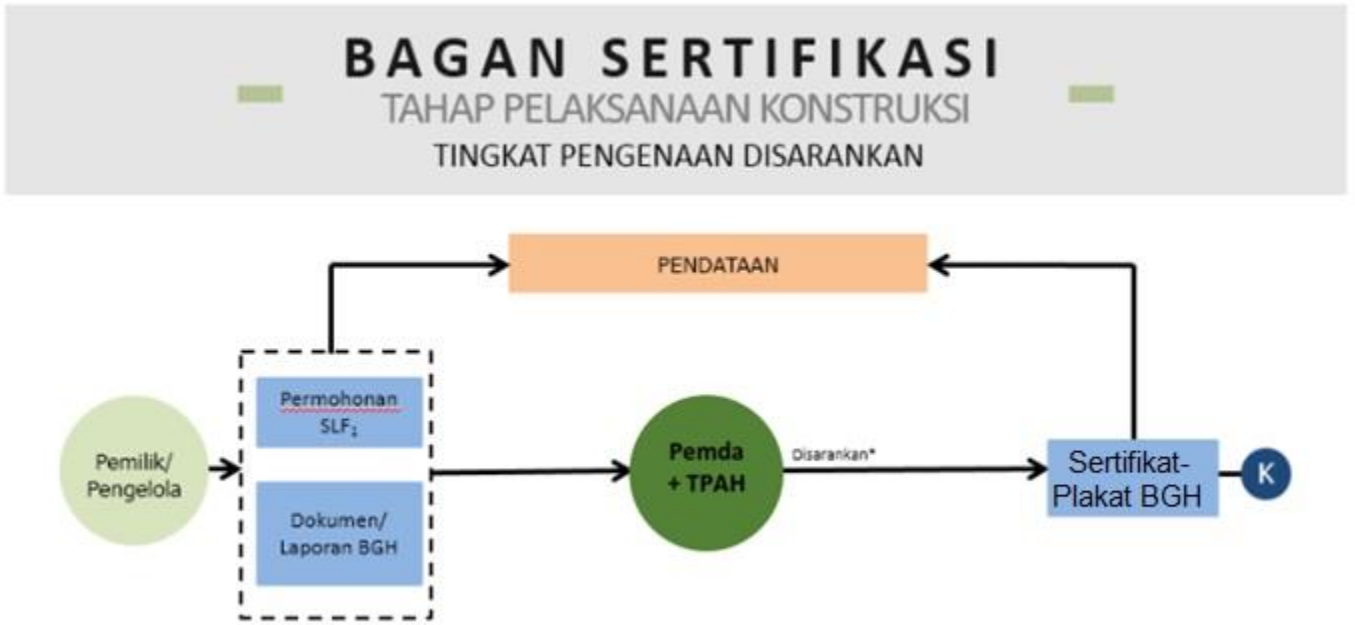 BAGAN SERTIFIKASI
TAHAP PELAKSANAAN KONSTRUKSI
TINGKAT PENGENAAN DISARANKAN
PENDATAAN
Pemilik/
Pengelola
Permohonan
SLF₁
Dokumen/
Laporan BGH
Pemda
+ TPAH
Disarankan*
Sertifikat-
Plakat BGH
K